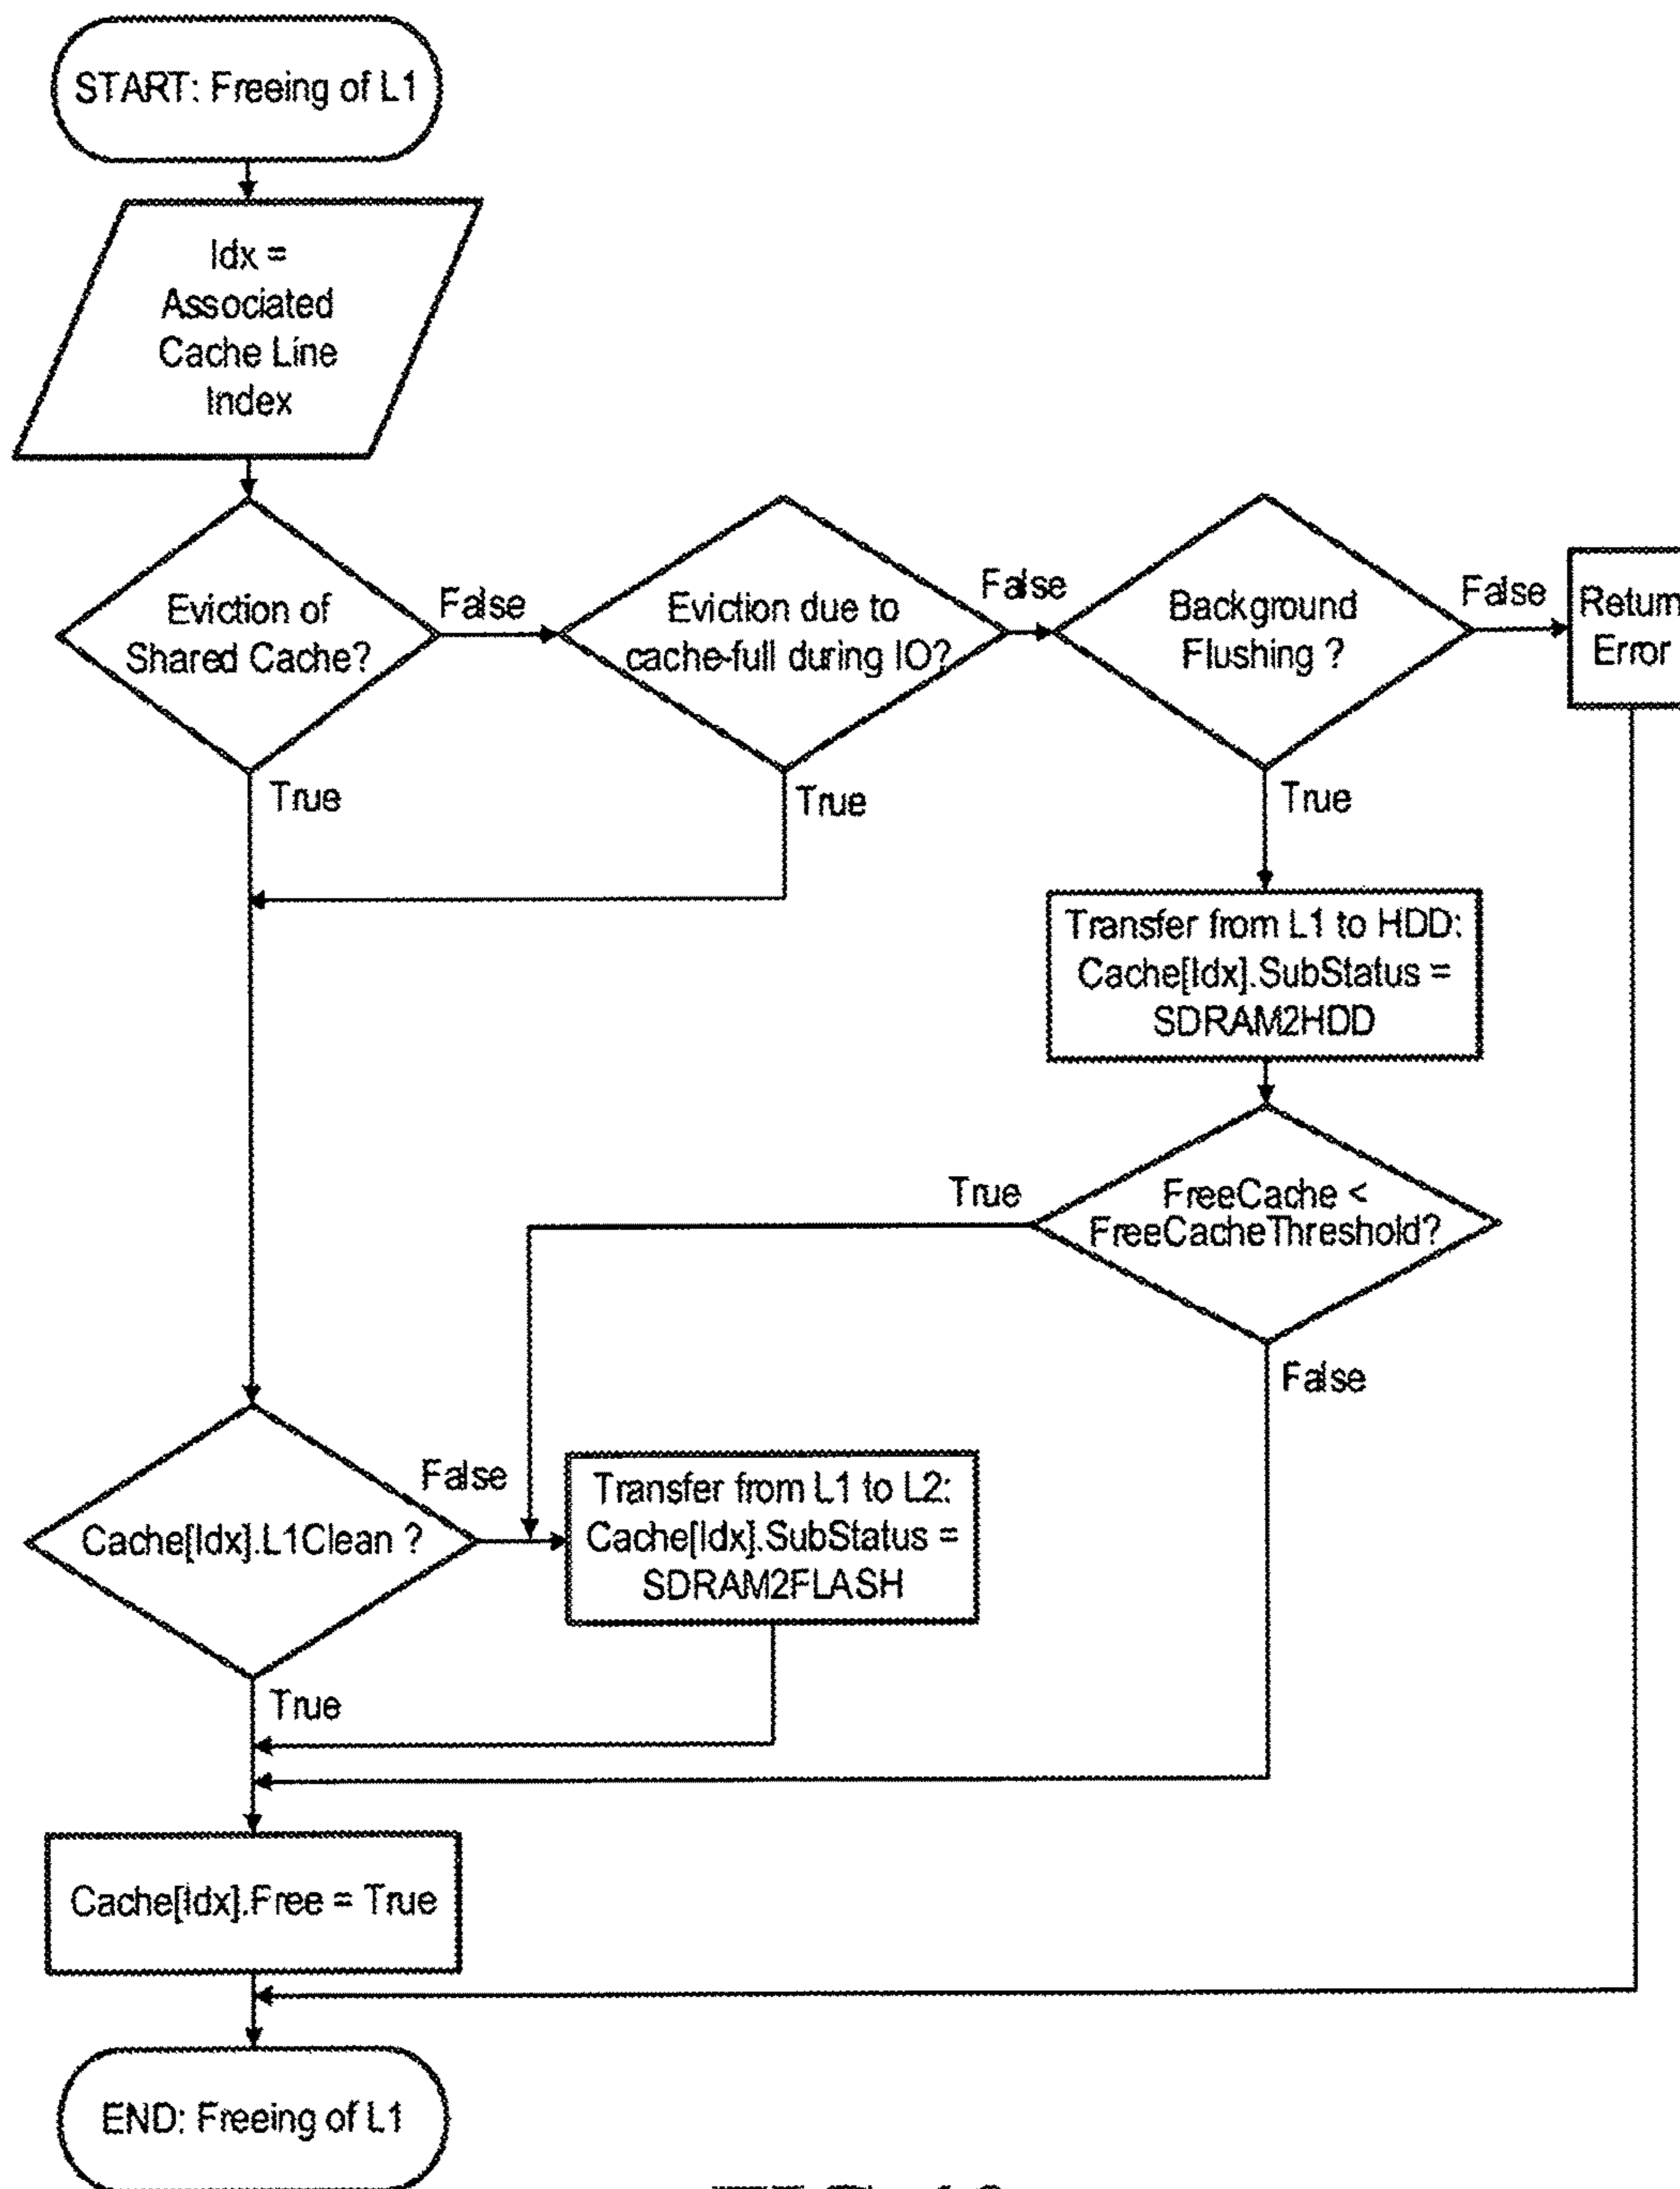 START: Freeing of L1
Idx =
Associated
Cache Line
Index
Eviction of
Shared Cache?
False
Eviction due to
cache-full during IO?
False
Background
Flushing ?
False
Return
Error
True
True
True
Transfer from L1 to HDD:
Cache[Idx].SubStatus =
SDRAM2HDD
True
FreeCache <
FreeCacheThreshold?
False
Cache[Idx].L1Clean ?
False
Transfer from L1 to L2:
Cache[Idx].SubStatus =
SDRAM2FLASH
True
Cache[Idx].Free = True
END: Freeing of L1